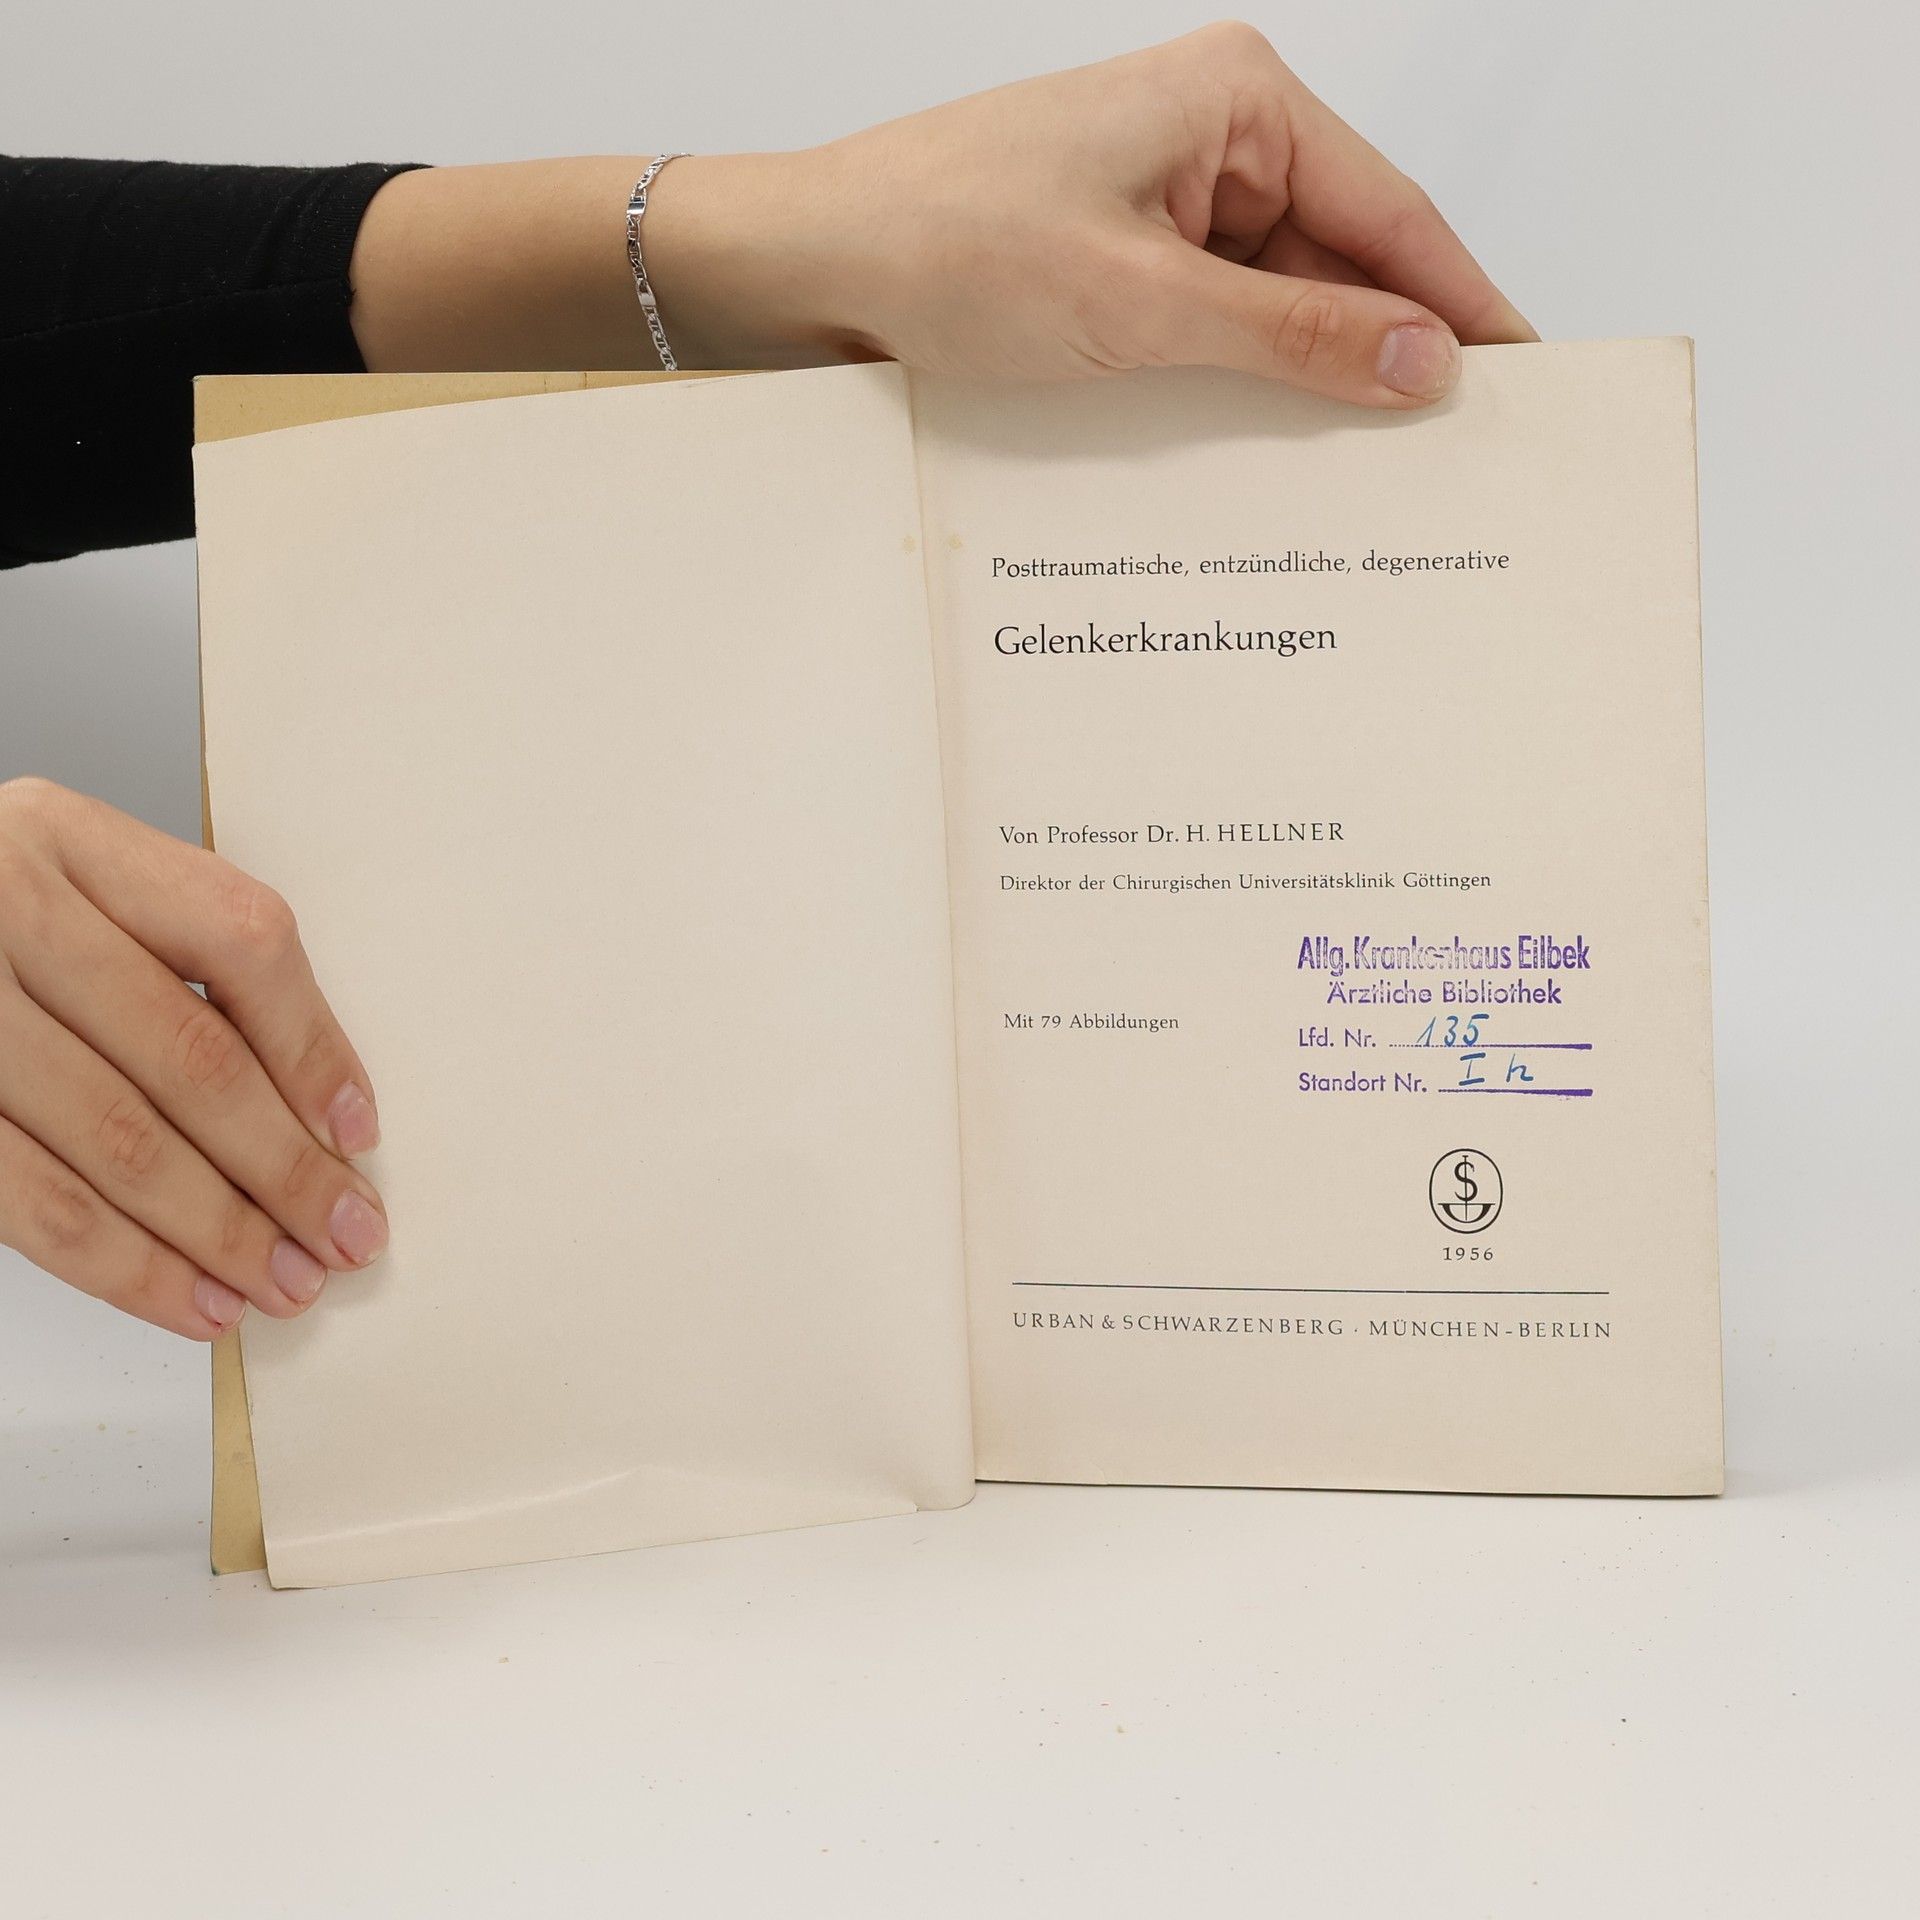 Posttraumatische, entzündliche, degenerative
Gelenkerkrankungen
Von Professor Dr. H. HELLNER
Direktor der Chirurgischen Universitätsklinik Göttingen
Allg. Krankenhaus Eilbek
Ärztliche Bibliothek
Mit 79 Abbildungen
Lfd. Nr. 135
Standort Nr. I h
1956
URBAN & SCHWARZENBERG · MÜNCHEN-BERLIN